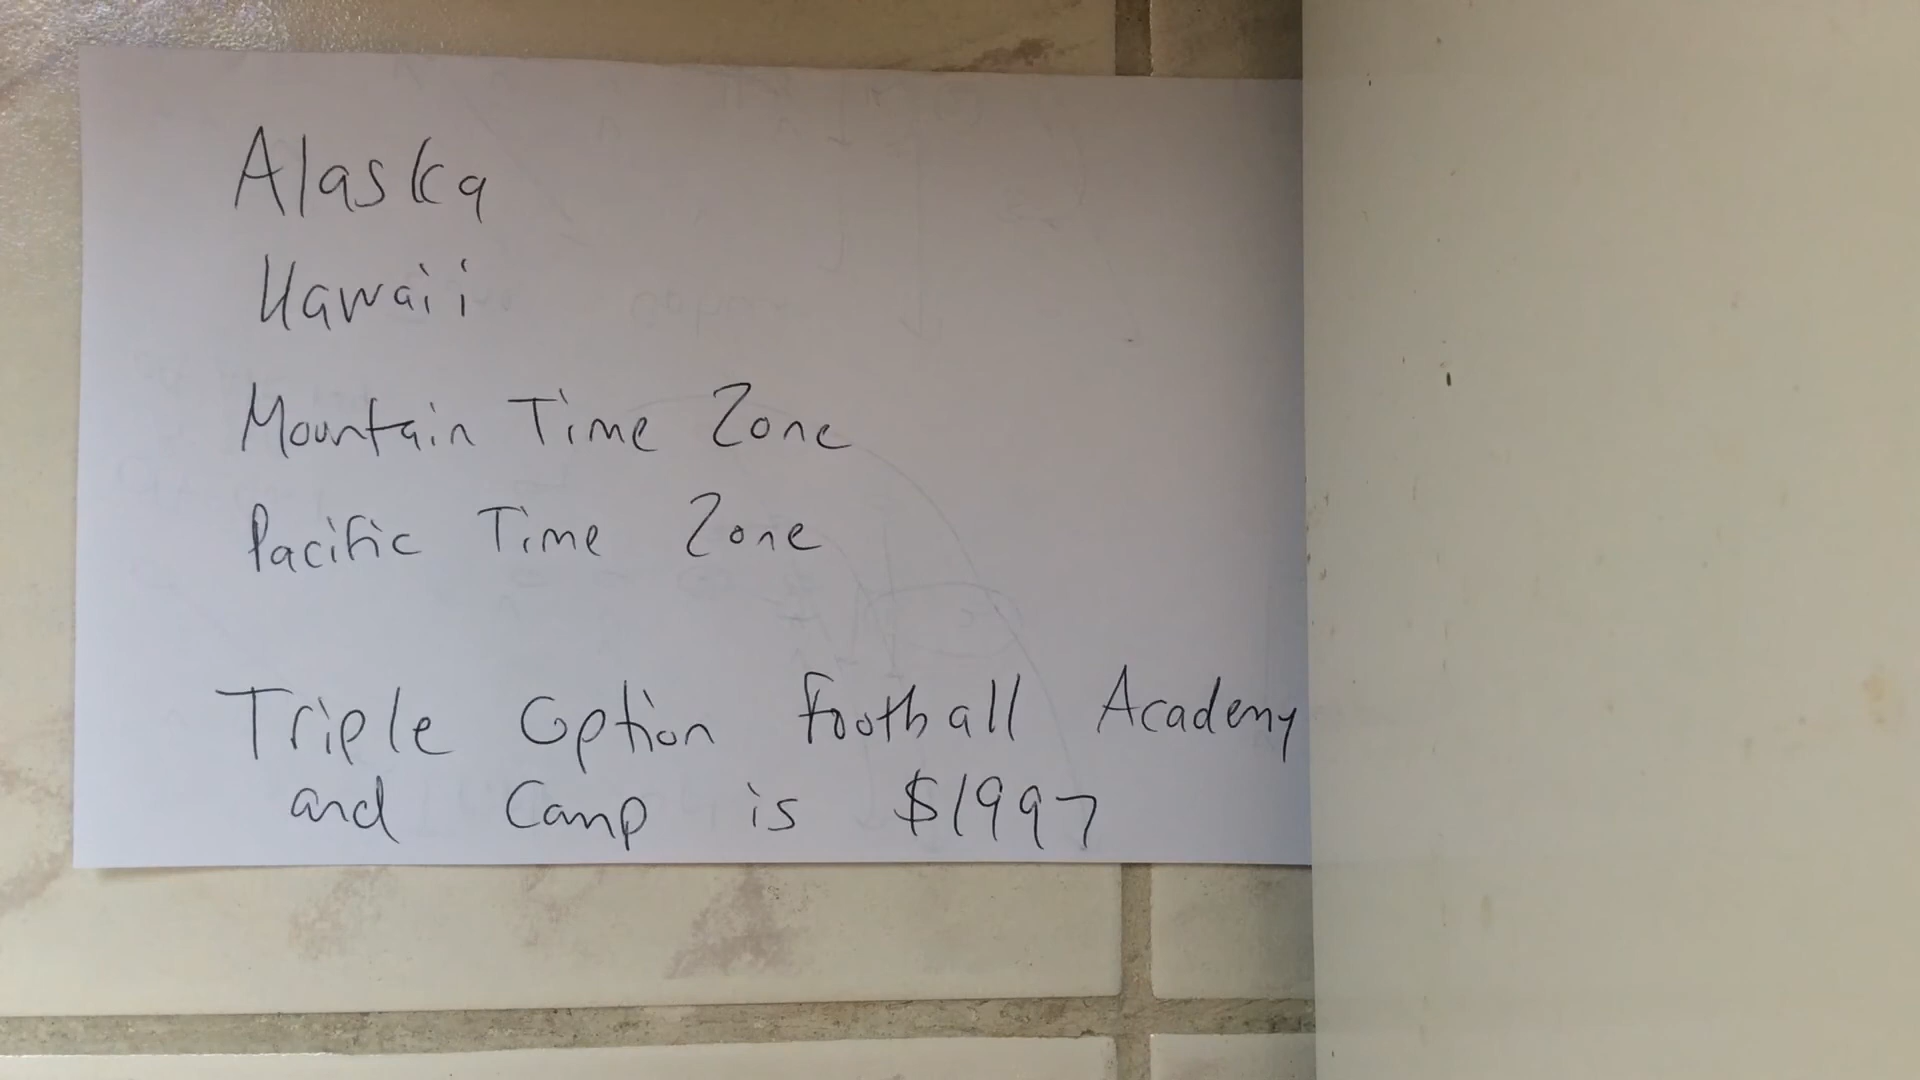 Alaska
Hawaii
Mountain Time Zone
Pacific Time Zone
Triple Option Football Academy
and Camp is $1997